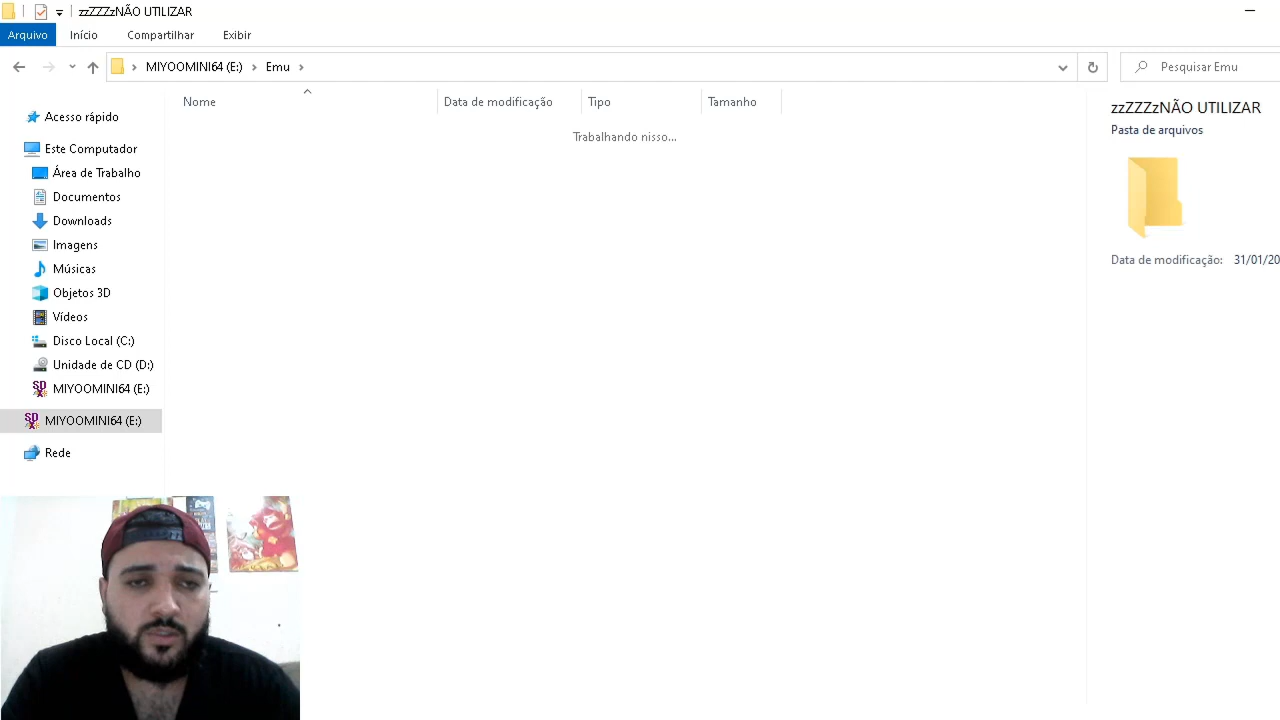 zzZZZzNÃO UTILIZAR
Arquivo Início Compartilhar Exibir
MIYOOMINI64 (E:) Emu Pesquisar Emu
Nome Data de modificação Tipo Tamanho
Trabalhando nisso...
Acesso rápido
Este Computador
Área de Trabalho
Documentos
Downloads
Imagens
Músicas
Objetos 3D
Vídeos
Disco Local (C:)
Unidade de CD (D:)
MIYOOMINI64 (E:)
MIYOOMINI64 (E:)
Rede
zzZZZzNÃO UTILIZAR
Pasta de arquivos
Data de modificação: 31/01/20